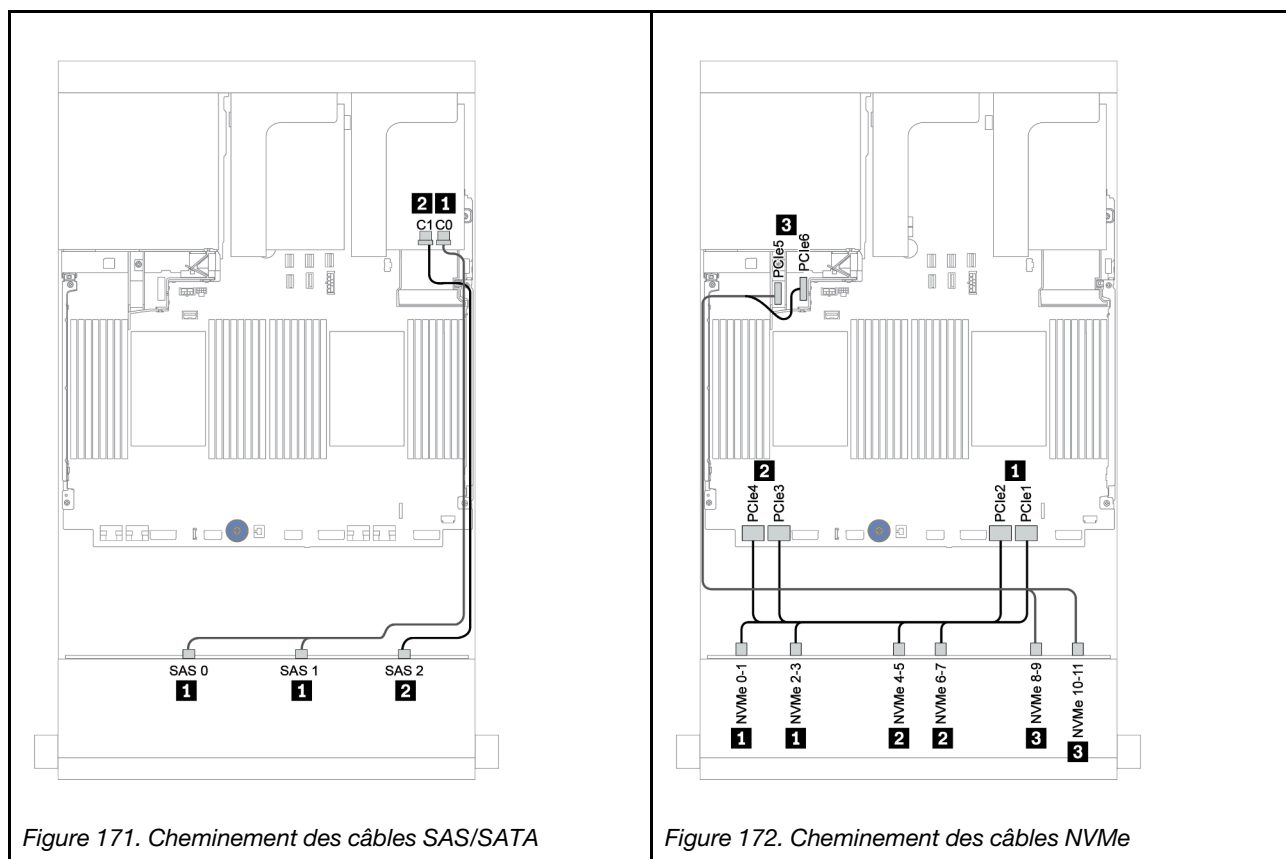 2 1
C1 C0
SAS 0
SAS 1
SAS 2
1
1
2
Figure 171. Cheminement des câbles SAS/SATA
3
PCIe5
PCIe6
2
1
PCIe4
PCIe3
PCIe2
PCIe1
NVMe 0-1
NVMe 2-3
NVMe 4-5
NVMe 6-7
NVMe 8-9
NVMe 10-11
1
1
2
2
3
3
Figure 172. Cheminement des câbles NVMe